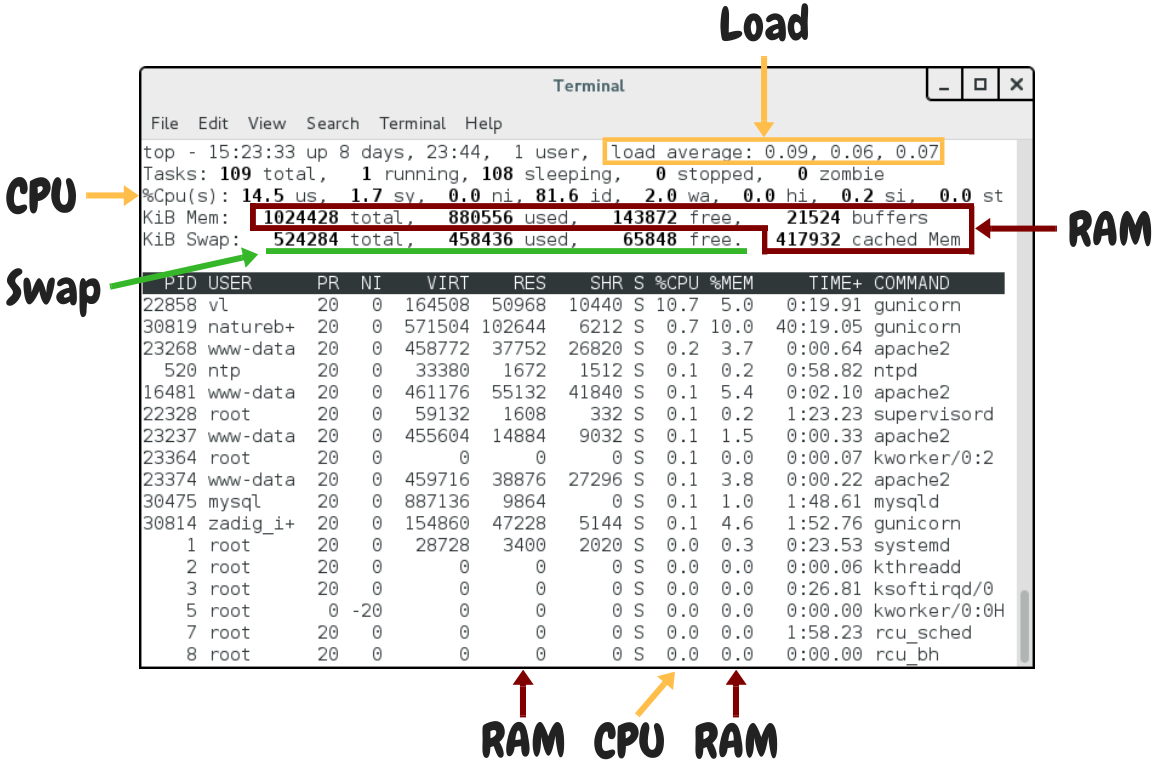 Load
Terminal
File Edit View Search Terminal Help
top - 15:23:33 up 8 days, 23:44, 1 user, load average: 0.09, 0.06, 0.07
Tasks: 109 total, 1 running, 108 sleeping, 0 stopped, 0 zombie
CPU
%Cpu(s): 14.5 us, 1.7 sy, 0.0 ni, 81.6 id, 2.0 wa, 0.0 hi, 0.2 si, 0.0 st
KiB Mem: 1024428 total, 880556 used, 143872 free, 21524 buffers
RAM
KiB Swap: 524284 total, 458436 used, 65848 free. 417932 cached Mem
Swap
PID USER PR NI VIRT RES SHR S %CPU %MEM TIME+ COMMAND
22858 vl 20 0 164508 50968 10440 S 10.7 5.0 0:19.91 gunicorn
30819 natureb+ 20 0 571504 102644 6212 S 0.7 10.0 40:19.05 gunicorn
23268 www-data 20 0 458772 37752 26820 S 0.2 3.7 0:00.64 apache2
520 ntp 20 0 33380 1672 1512 S 0.1 0.2 0:58.82 ntpd
16481 www-data 20 0 461176 55132 41840 S 0.1 5.4 0:02.10 apache2
22328 root 20 0 59132 1608 332 S 0.1 0.2 1:23.23 supervisord
23237 www-data 20 0 455604 14884 9032 S 0.1 1.5 0:00.33 apache2
23364 root 20 0 0 0 0 S 0.1 0.0 0:00.07 kworker/0:2
23374 www-data 20 0 459716 38876 27296 S 0.1 3.8 0:00.22 apache2
30475 mysql 20 0 887136 9864 0 S 0.1 1.0 1:48.61 mysqld
30814 zadig_i+ 20 0 154860 47228 5144 S 0.1 4.6 1:52.76 gunicorn
1 root 20 0 28728 3400 2020 S 0.0 0.3 0:23.53 systemd
2 root 20 0 0 0 0 S 0.0 0.0 0:00.06 kthreadd
3 root 20 0 0 0 0 S 0.0 0.0 0:26.81 ksoftirqd/0
5 root 0 -20 0 0 0 S 0.0 0.0 0:00.00 kworker/0:0H
7 root 20 0 0 0 0 S 0.0 0.0 1:58.23 rcu_sched
8 root 20 0 0 0 0 S 0.0 0.0 0:00.00 rcu_bh
RAM CPU RAM